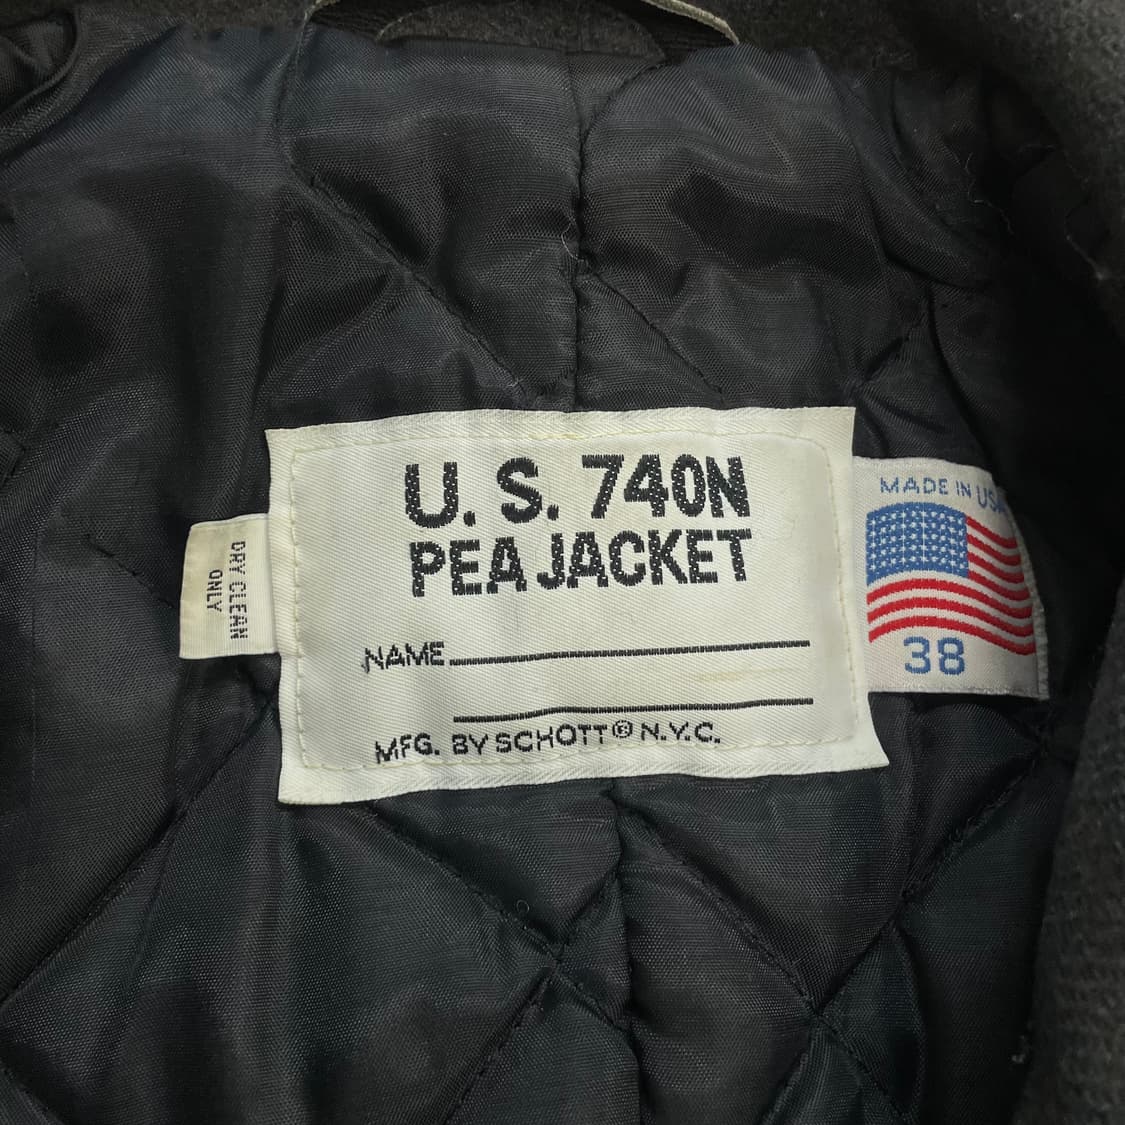 U. S. 740N
PEA JACKET
NAME
MFG. BY SCHOTT® N.Y.C.
DRY CLEAN
ONLY
MADE IN USA
38